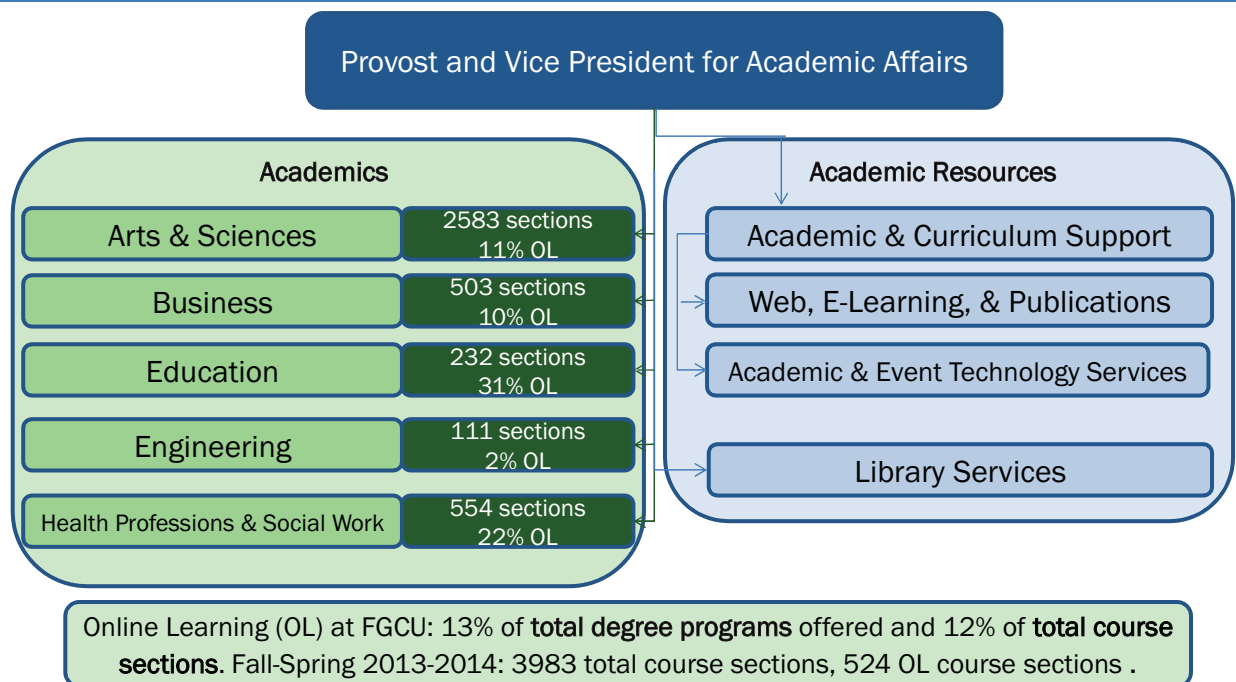 Provost and Vice President for Academic Affairs
Academics
Arts & Sciences
2583 sections
11% OL
Business
503 sections
10% OL
Education
232 sections
31% OL
Engineering
111 sections
2% OL
Health Professions & Social Work
554 sections
22% OL
Academic Resources
Academic & Curriculum Support
Web, E-Learning, & Publications
Academic & Event Technology Services
Library Services
Online Learning (OL) at FGCU: 13% of total degree programs offered and 12% of total course
sections. Fall-Spring 2013-2014: 3983 total course sections, 524 OL course sections .